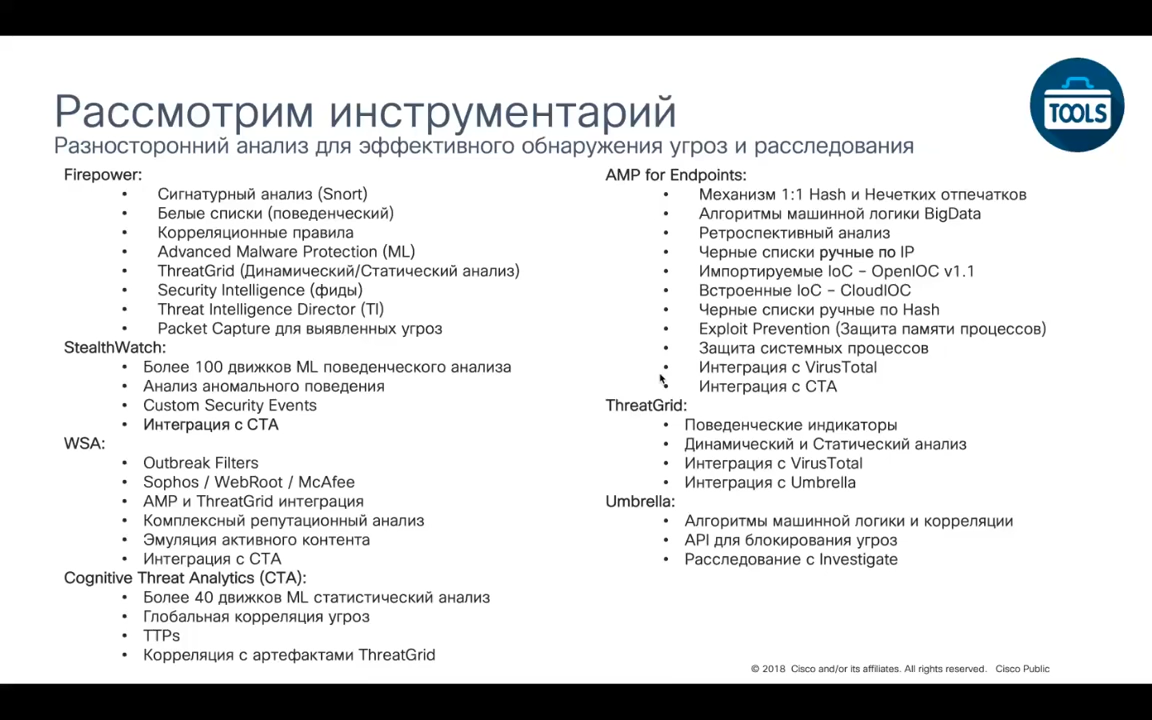 TOOLS
Рассмотрим инструментарий
Разносторонний анализ для эффективного обнаружения угроз и расследования
Firepower:
• Сигнатурный анализ (Snort)
• Белые списки (поведенческий)
• Корреляционные правила
• Advanced Malware Protection (ML)
• ThreatGrid (Динамический/Статический анализ)
• Security Intelligence (фиды)
• Threat Intelligence Director (TI)
• Packet Capture для выявленных угроз
StealthWatch:
• Более 100 движков ML поведенческого анализа
• Анализ аномального поведения
• Custom Security Events
• Интеграция с CTA
WSA:
• Outbreak Filters
• Sophos / WebRoot / McAfee
• AMP и ThreatGrid интеграция
• Комплексный репутационный анализ
• Эмуляция активного контента
• Интеграция с CTA
Cognitive Threat Analytics (CTA):
• Более 40 движков ML статистический анализ
• Глобальная корреляция угроз
• TTPs
• Корреляция с артефактами ThreatGrid
AMP for Endpoints:
• Механизм 1:1 Hash и Нечетких отпечатков
• Алгоритмы машинной логики BigData
• Ретроспективный анализ
• Черные списки ручные по IP
• Импортируемые IoC – OpenIOC v1.1
• Встроенные IoC – CloudIOC
• Черные списки ручные по Hash
• Exploit Prevention (Защита памяти процессов)
• Защита системных процессов
• Интеграция с VirusTotal
• Интеграция с CTA
ThreatGrid:
• Поведенческие индикаторы
• Динамический и Статический анализ
• Интеграция с VirusTotal
• Интеграция с Umbrella
Umbrella:
• Алгоритмы машинной логики и корреляции
• API для блокирования угроз
• Расследование с Investigate
© 2018 Cisco and/or its affiliates. All rights reserved. Cisco Public